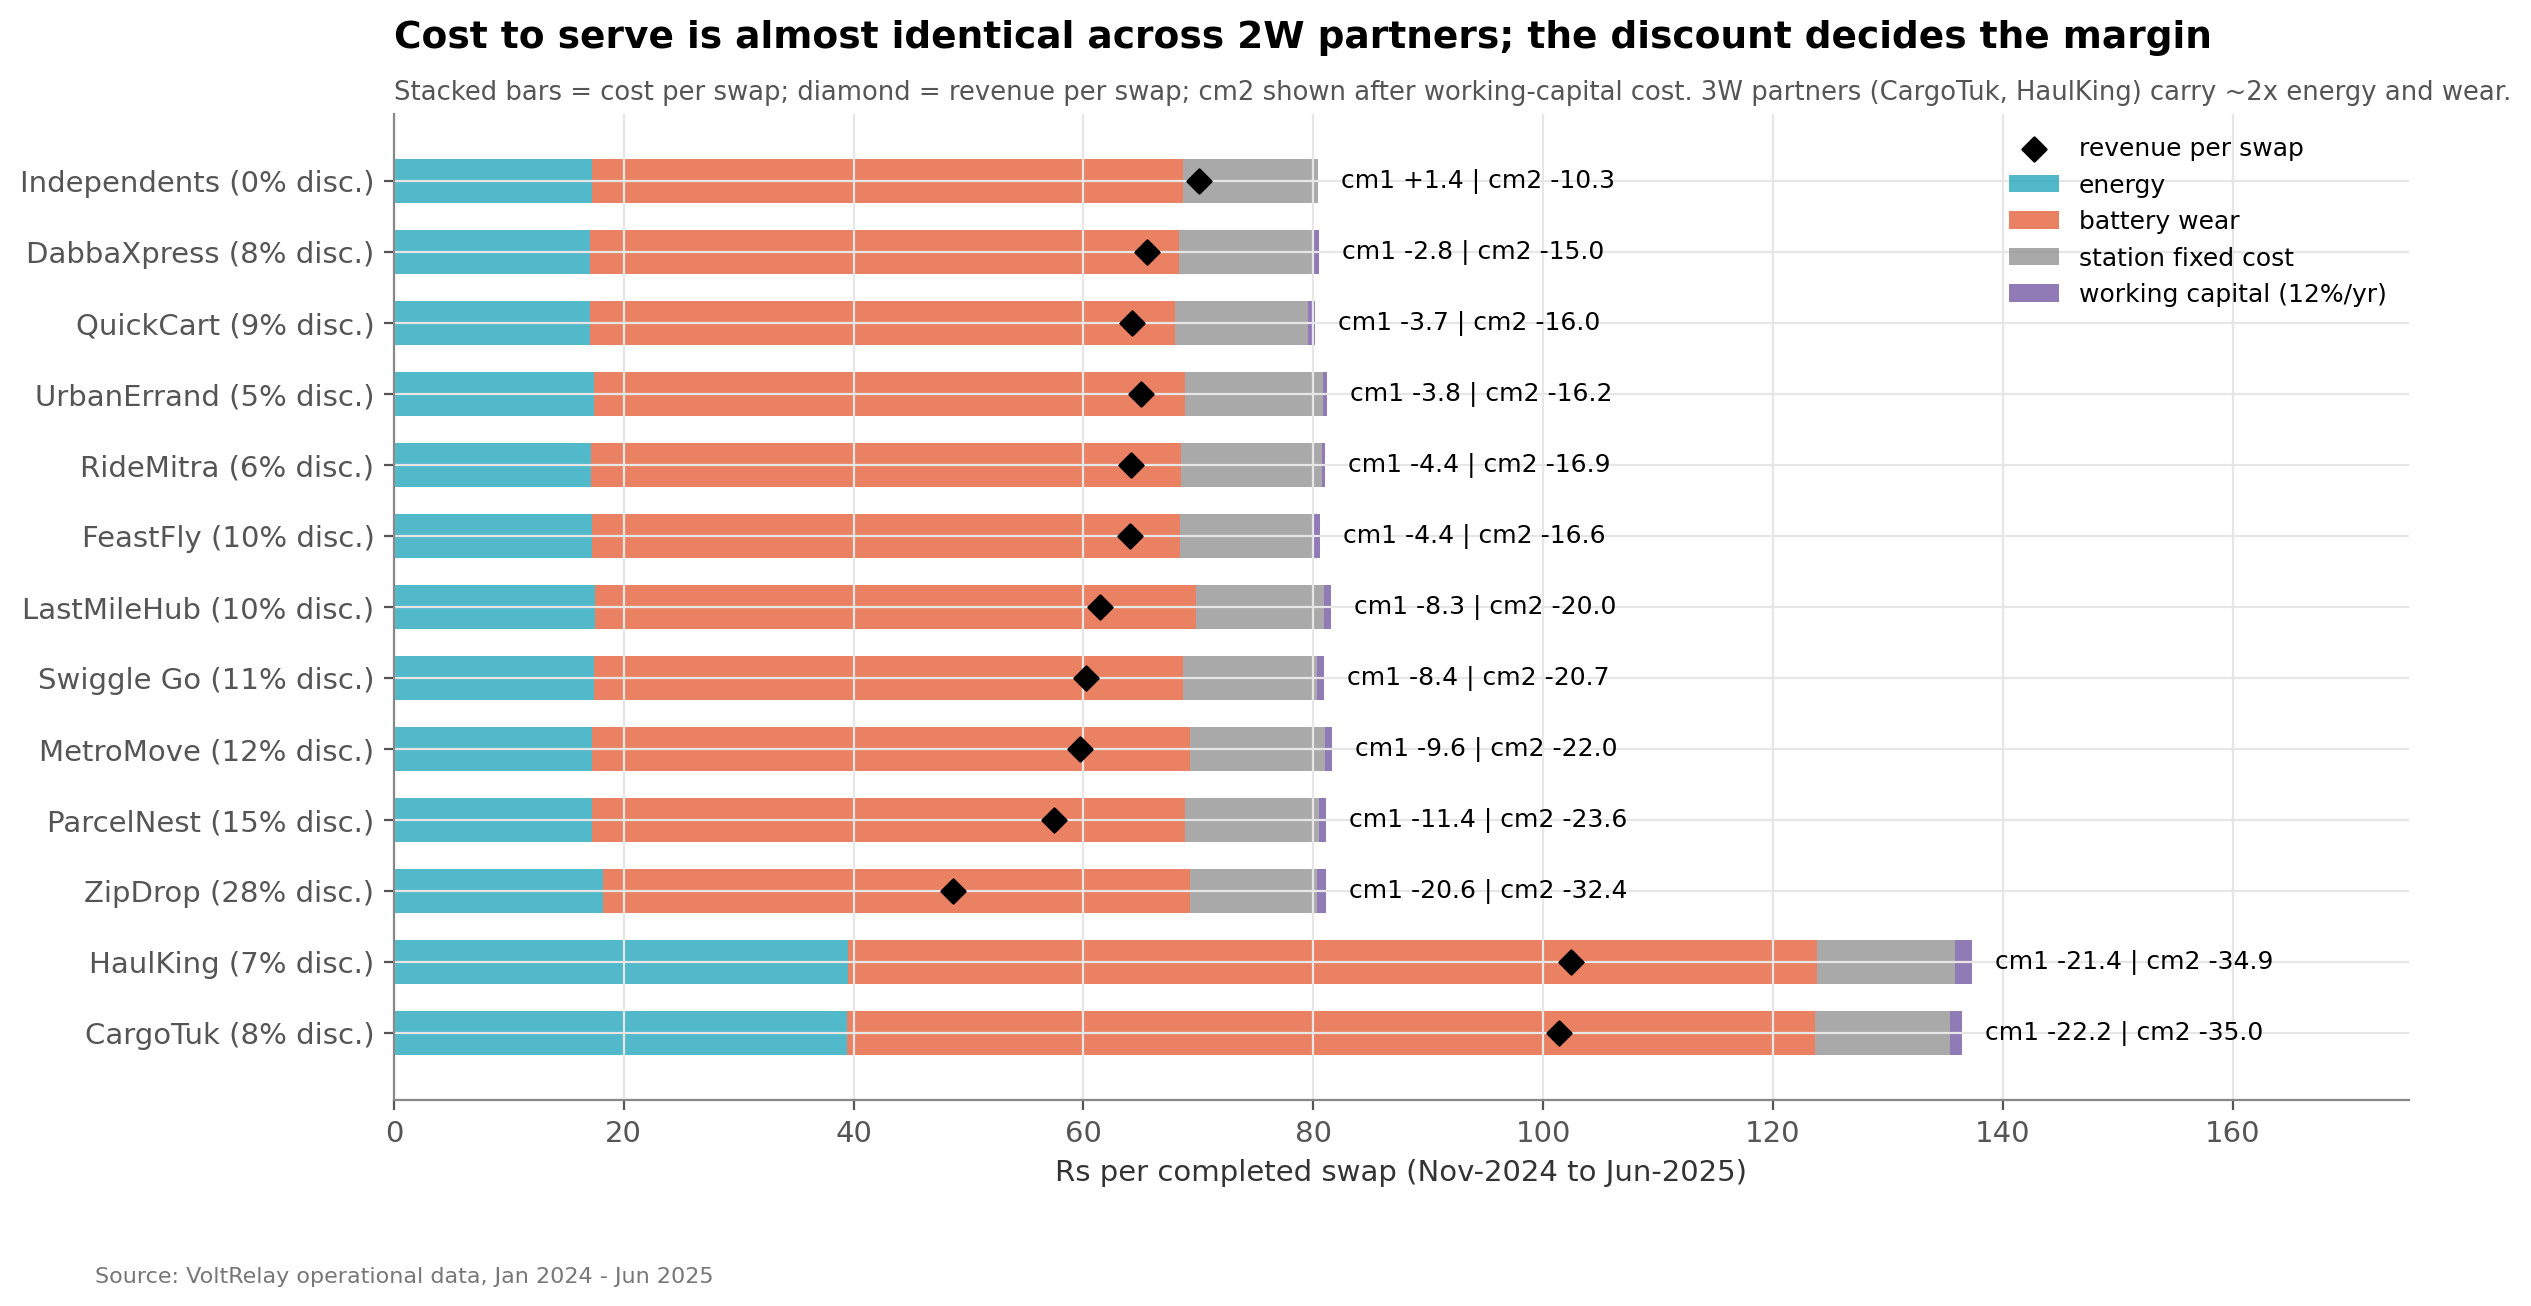 Cost to serve is almost identical across 2W partners; the discount decides the margin
Stacked bars = cost per swap; diamond = revenue per swap; cm2 shown after working-capital cost. 3W partners (CargoTuk, HaulKing) carry ~2x energy and wear.
revenue per swap
energy
battery wear
station fixed cost
working capital (12%/yr)
Independents (0% disc.)
cm1 +1.4 | cm2 -10.3
DabbaXpress (8% disc.)
cm1 -2.8 | cm2 -15.0
QuickCart (9% disc.)
cm1 -3.7 | cm2 -16.0
UrbanErrand (5% disc.)
cm1 -3.8 | cm2 -16.2
RideMitra (6% disc.)
cm1 -4.4 | cm2 -16.9
FeastFly (10% disc.)
cm1 -4.4 | cm2 -16.6
LastMileHub (10% disc.)
cm1 -8.3 | cm2 -20.0
Swiggle Go (11% disc.)
cm1 -8.4 | cm2 -20.7
MetroMove (12% disc.)
cm1 -9.6 | cm2 -22.0
ParcelNest (15% disc.)
cm1 -11.4 | cm2 -23.6
ZipDrop (28% disc.)
cm1 -20.6 | cm2 -32.4
HaulKing (7% disc.)
cm1 -21.4 | cm2 -34.9
CargoTuk (8% disc.)
cm1 -22.2 | cm2 -35.0
0 20 40 60 80 100 120 140 160
Rs per completed swap (Nov-2024 to Jun-2025)
Source: VoltRelay operational data, Jan 2024 - Jun 2025